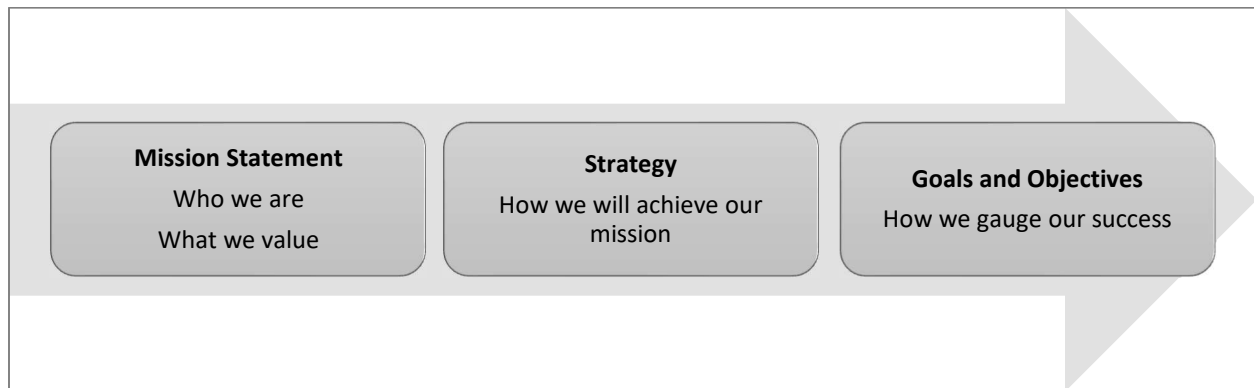 Mission Statement
Who we are
What we value
Strategy
How we will achieve our
mission
Goals and Objectives
How we gauge our success